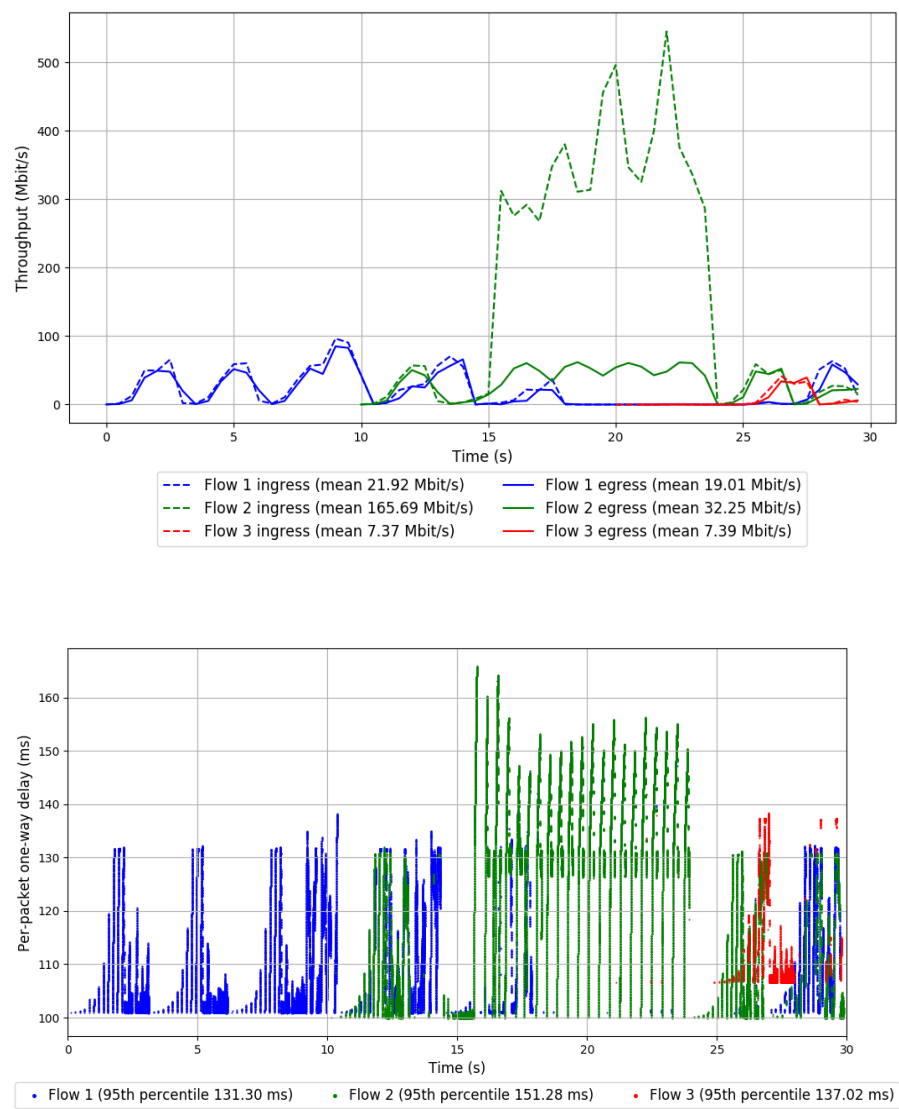 500
400
300
200
100
0
Throughput (Mbit/s)
0 5 10 15 20 25 30
Time (s)
Flow 1 ingress (mean 21.92 Mbit/s) Flow 1 egress (mean 19.01 Mbit/s)
Flow 2 ingress (mean 165.69 Mbit/s) Flow 2 egress (mean 32.25 Mbit/s)
Flow 3 ingress (mean 7.37 Mbit/s) Flow 3 egress (mean 7.39 Mbit/s)
160
150
140
130
120
110
100
Per-packet one-way delay (ms)
0 5 10 15 20 25 30
Time (s)
Flow 1 (95th percentile 131.30 ms) Flow 2 (95th percentile 151.28 ms) Flow 3 (95th percentile 137.02 ms)